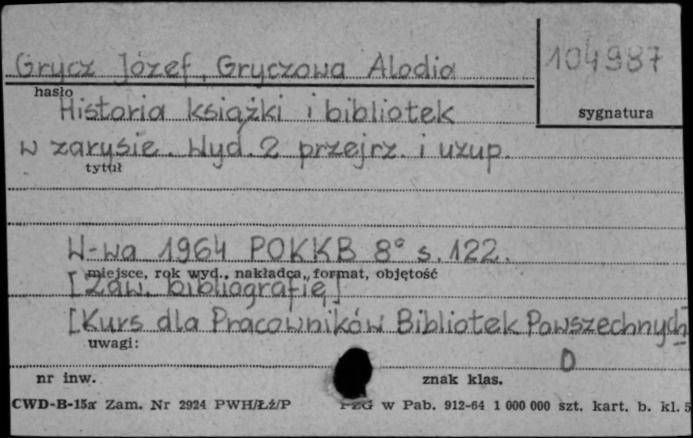 Grycz Józef, Gryczowa Alodia
104987
hasło
sygnatura
Historia książki i bibliotek
w zarysie. Wyd. 2 przejrz. i uzup.
tytuł
W-wa 1964 POKKB 8° s. 122.
miejsce, rok wyd., nakładca, format, objętość
[Zaw. bibliografię]
[Kurs dla Pracowników Bibliotek Powszechnych]
uwagi:
D
nr inw.
znak klas.
CWD-B-15a Zam. Nr 2924 PWH/Łź/P PZG w Pab. 912-64 1 000 000 szt. kart. b. kl. 5